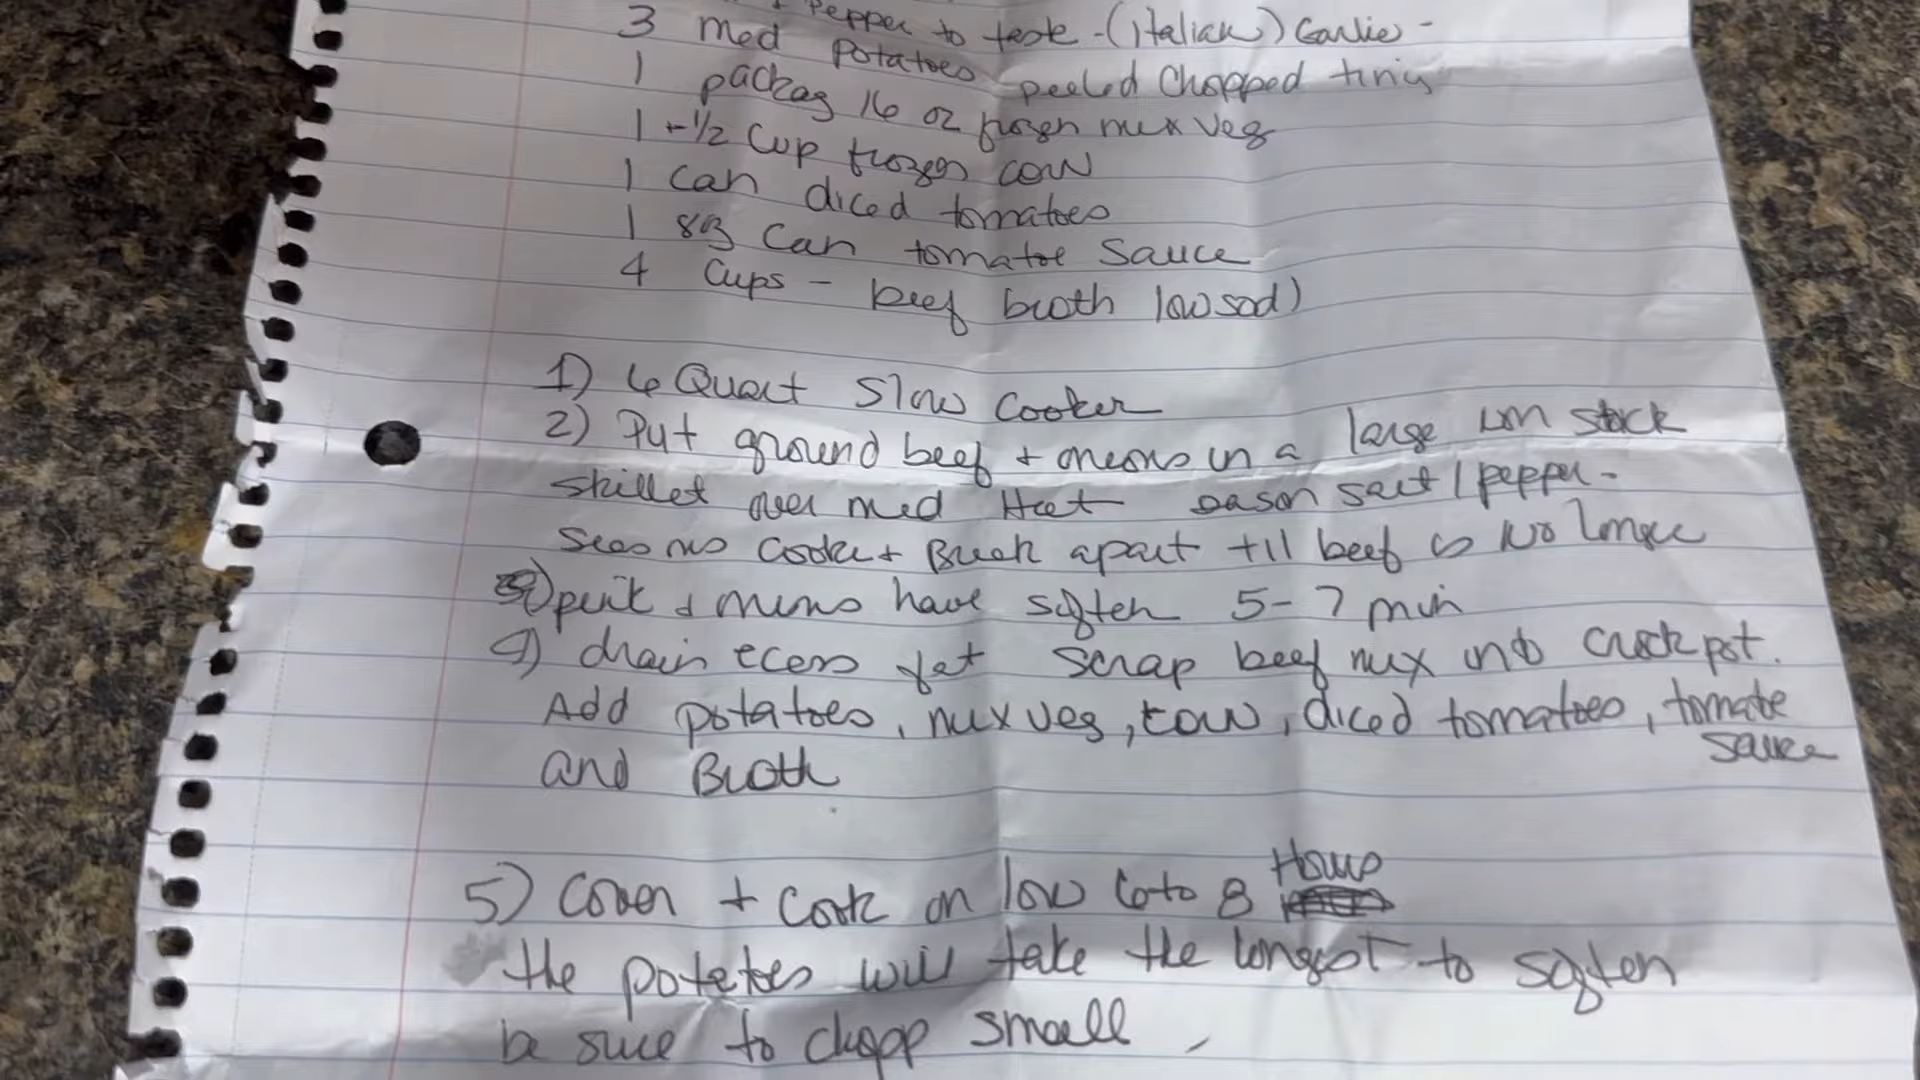 Pepper to taste - (italian) Garlic -
3 med potatoes peeled Chopped tiny
1 packag 16 oz frozen mix veg
1 - 1/2 Cup frozen corn
1 can diced tomatoes
1 8oz Can tomatoe Sauce
4 Cups - beef broth low sod)
1) 6 Quart Slow Cooker
2) Put ground beef + onions in a large stock
skillet over med Heat season salt / pepper -
Cook + Break apart till beef is No longer
3) pink & onions have soften 5-7 min
4) drain ecess fat scrap beef mix into crock pot.
Add potatoes, mix veg, corn, diced tomatoes, tomate
sauce
and Broth
5) Cover + Cook on low 6 to 8 Hours
the potatoes will take the longest to soften
be sure to chopp small